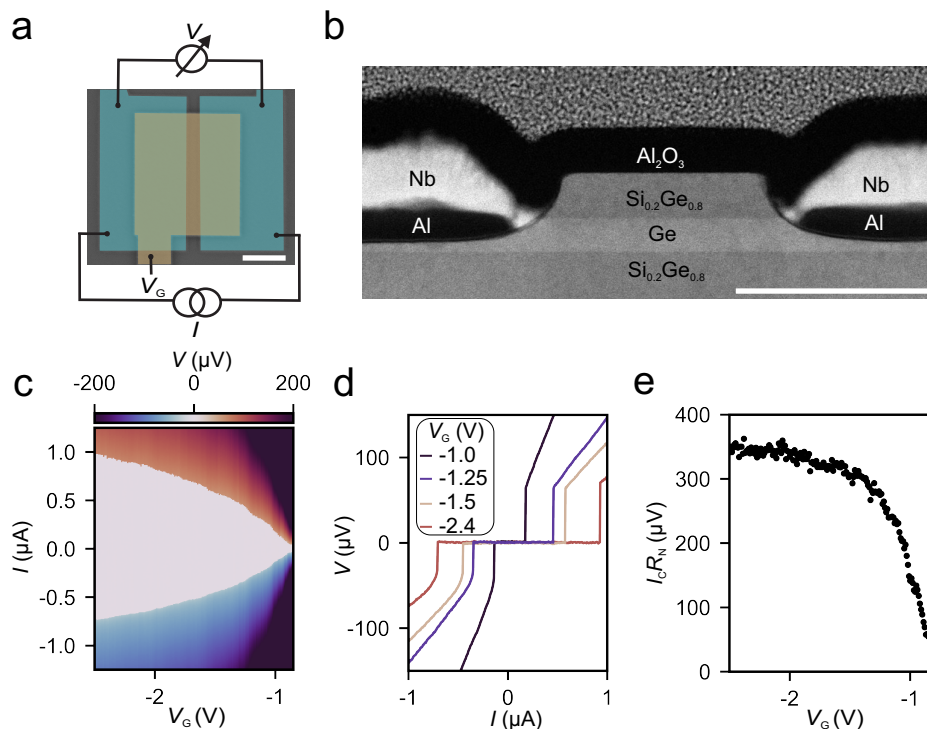 a
V
V_G
I
b
Al₂O₃
Nb
Nb
Si₀.₂Ge₀.₈
Al
Al
Ge
Si₀.₂Ge₀.₈
c
V (µV)
-200 0 200
1.0
0.5
0.0
-0.5
-1.0
I (µA)
-2 -1
V_G (V)
d
V_G (V)
-1.0
-1.25
-1.5
-2.4
100
0
-100
V (µV)
-1 0 1
I (µA)
e
400
300
200
100
0
I_CR_N (µV)
-2 -1
V_G (V)